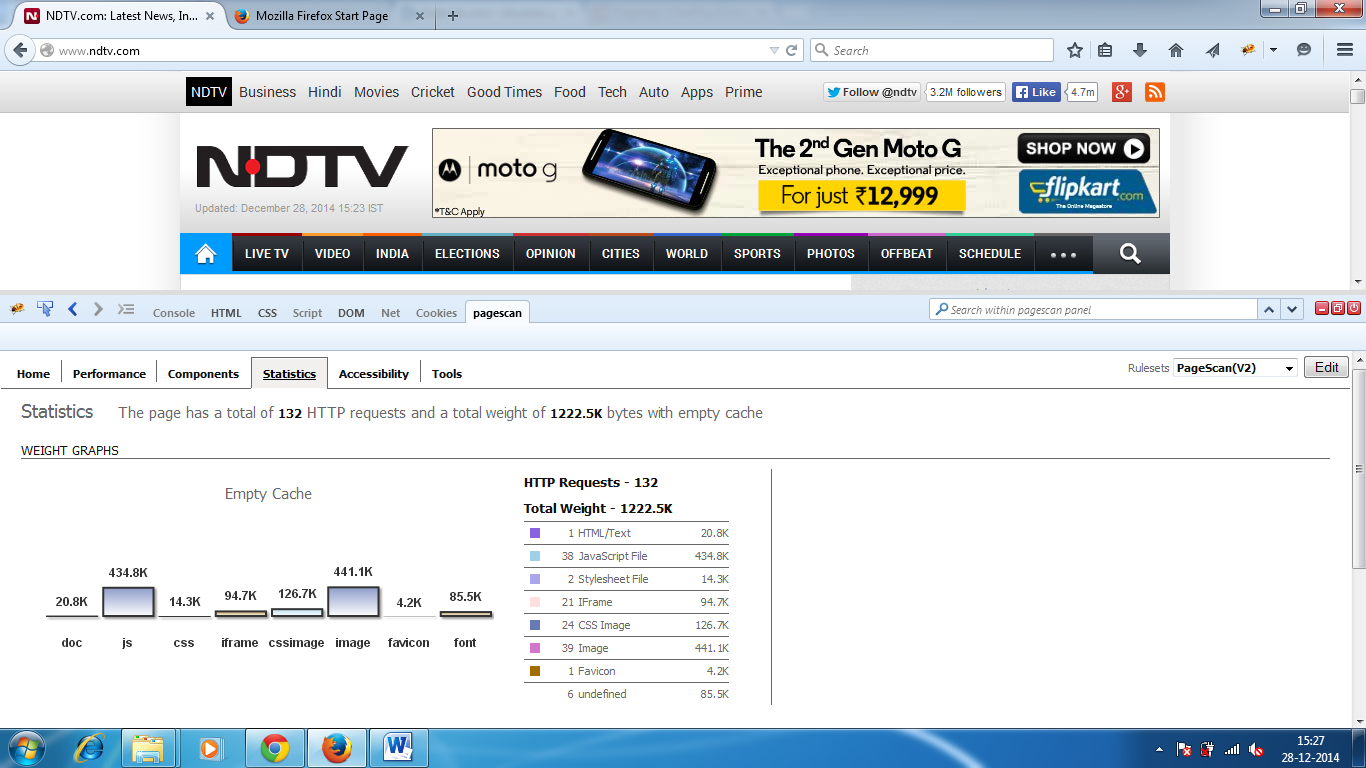 NDTV.com: Latest News, In...
Mozilla Firefox Start Page
www.ndtv.com
Search
NDTV Business Hindi Movies Cricket Good Times Food Tech Auto Apps Prime
Follow @ndtv 3.2M followers Like 4.7m
NDTV
Updated: December 28, 2014 15:23 IST
moto g
*T&C Apply
The 2nd Gen Moto G
Exceptional phone. Exceptional price.
For just ₹12,999
SHOP NOW
flipkart.com
The Online Megastore
LIVE TV VIDEO INDIA ELECTIONS OPINION CITIES WORLD SPORTS PHOTOS OFFBEAT SCHEDULE
Console HTML CSS Script DOM Net Cookies pagescan
Search within pagescan panel
Home Performance Components Statistics Accessibility Tools
Rulesets PageScan(V2) Edit
Statistics The page has a total of 132 HTTP requests and a total weight of 1222.5K bytes with empty cache
WEIGHT GRAPHS
Empty Cache
20.8K 434.8K 14.3K 94.7K 126.7K 441.1K 4.2K 85.5K
doc js css iframe cssimage image favicon font
HTTP Requests - 132
Total Weight - 1222.5K
1 HTML/Text 20.8K
38 JavaScript File 434.8K
2 Stylesheet File 14.3K
21 IFrame 94.7K
24 CSS Image 126.7K
39 Image 441.1K
1 Favicon 4.2K
6 undefined 85.5K
15:27
28-12-2014